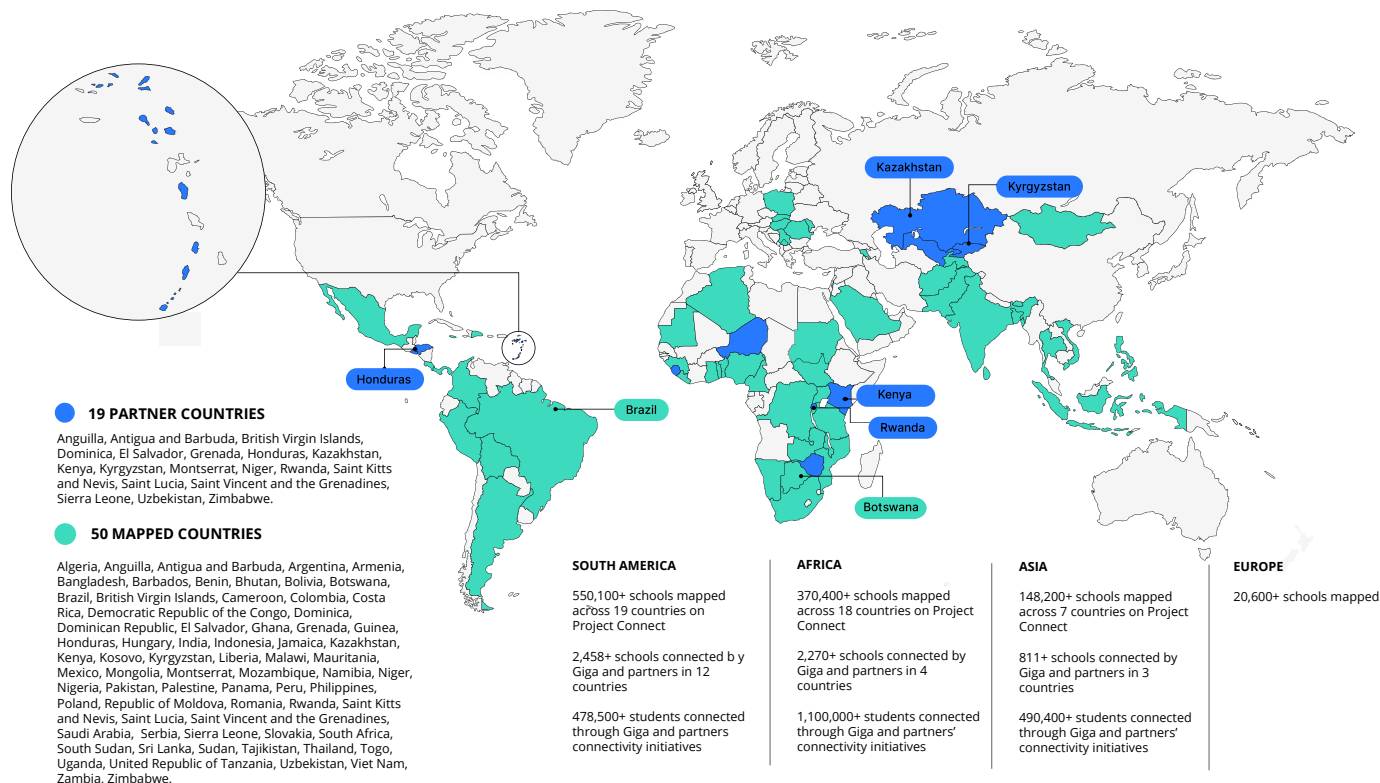 Kazakhstan
Kyrgyzstan
Honduras
Brazil
Kenya
Rwanda
Botswana
19 PARTNER COUNTRIES
Anguilla, Antigua and Barbuda, British Virgin Islands,
Dominica, El Salvador, Grenada, Honduras, Kazakhstan,
Kenya, Kyrgyzstan, Montserrat, Niger, Rwanda, Saint Kitts
and Nevis, Saint Lucia, Saint Vincent and the Grenadines,
Sierra Leone, Uzbekistan, Zimbabwe.
50 MAPPED COUNTRIES
Algeria, Anguilla, Antigua and Barbuda, Argentina, Armenia,
Bangladesh, Barbados, Benin, Bhutan, Bolivia, Botswana,
Brazil, British Virgin Islands, Cameroon, Colombia, Costa
Rica, Democratic Republic of the Congo, Dominica,
Dominican Republic, El Salvador, Ghana, Grenada, Guinea,
Honduras, Hungary, India, Indonesia, Jamaica, Kazakhstan,
Kenya, Kosovo, Kyrgyzstan, Liberia, Malawi, Mauritania,
Mexico, Mongolia, Montserrat, Mozambique, Namibia, Niger,
Nigeria, Pakistan, Palestine, Panama, Peru, Philippines,
Poland, Republic of Moldova, Romania, Rwanda, Saint Kitts
and Nevis, Saint Lucia, Saint Vincent and the Grenadines,
Saudi Arabia, Serbia, Sierra Leone, Slovakia, South Africa,
South Sudan, Sri Lanka, Sudan, Tajikistan, Thailand, Togo,
Uganda, United Republic of Tanzania, Uzbekistan, Viet Nam,
Zambia, Zimbabwe.
SOUTH AMERICA
550,100+ schools mapped
across 19 countries on
Project Connect
2,458+ schools connected b y
Giga and partners in 12
countries
478,500+ students connected
through Giga and partners
connectivity initiatives
AFRICA
370,400+ schools mapped
across 18 countries on Project
Connect
2,270+ schools connected by
Giga and partners in 4
countries
1,100,000+ students connected
through Giga and partners’
connectivity initiatives
ASIA
148,200+ schools mapped
across 7 countries on Project
Connect
811+ schools connected by
Giga and partners in 3
countries
490,400+ students connected
through Giga and partners’
connectivity initiatives
EUROPE
20,600+ schools mapped